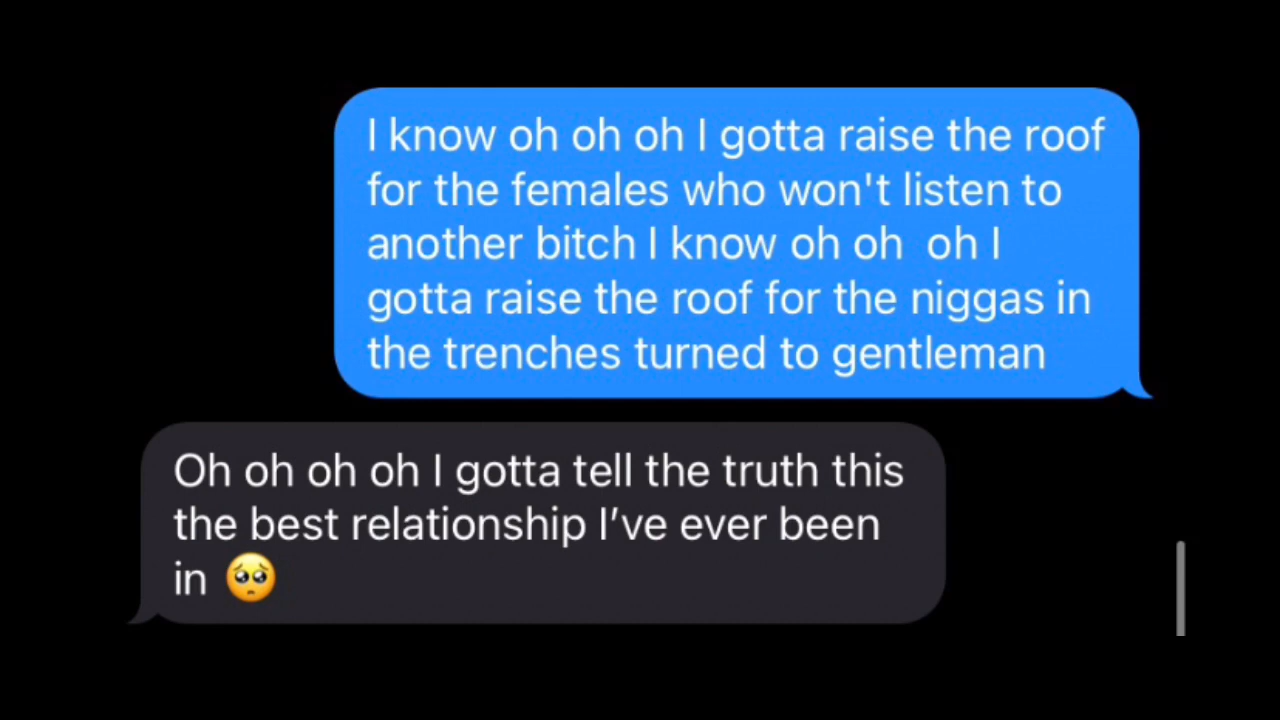 I know oh oh oh I gotta raise the roof
for the females who won't listen to
another bitch I know oh oh  oh I
gotta raise the roof for the niggas in
the trenches turned to gentleman
Oh oh oh oh I gotta tell the truth this
the best relationship I’ve ever been
in 🥺